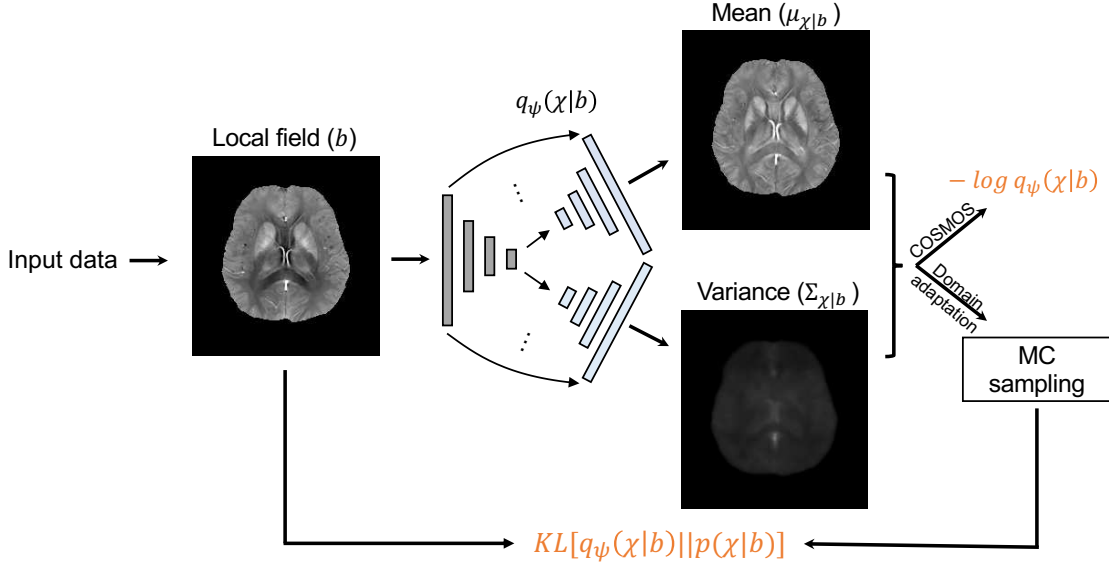 Mean (μχ|b)
qψ(χ|b)
Local field (b)
− log qψ(χ|b)
COSMOS
Input data
Domain
adaptation
Variance (Σχ|b )
MC
sampling
KL[qψ(χ|b)||p(χ|b)]